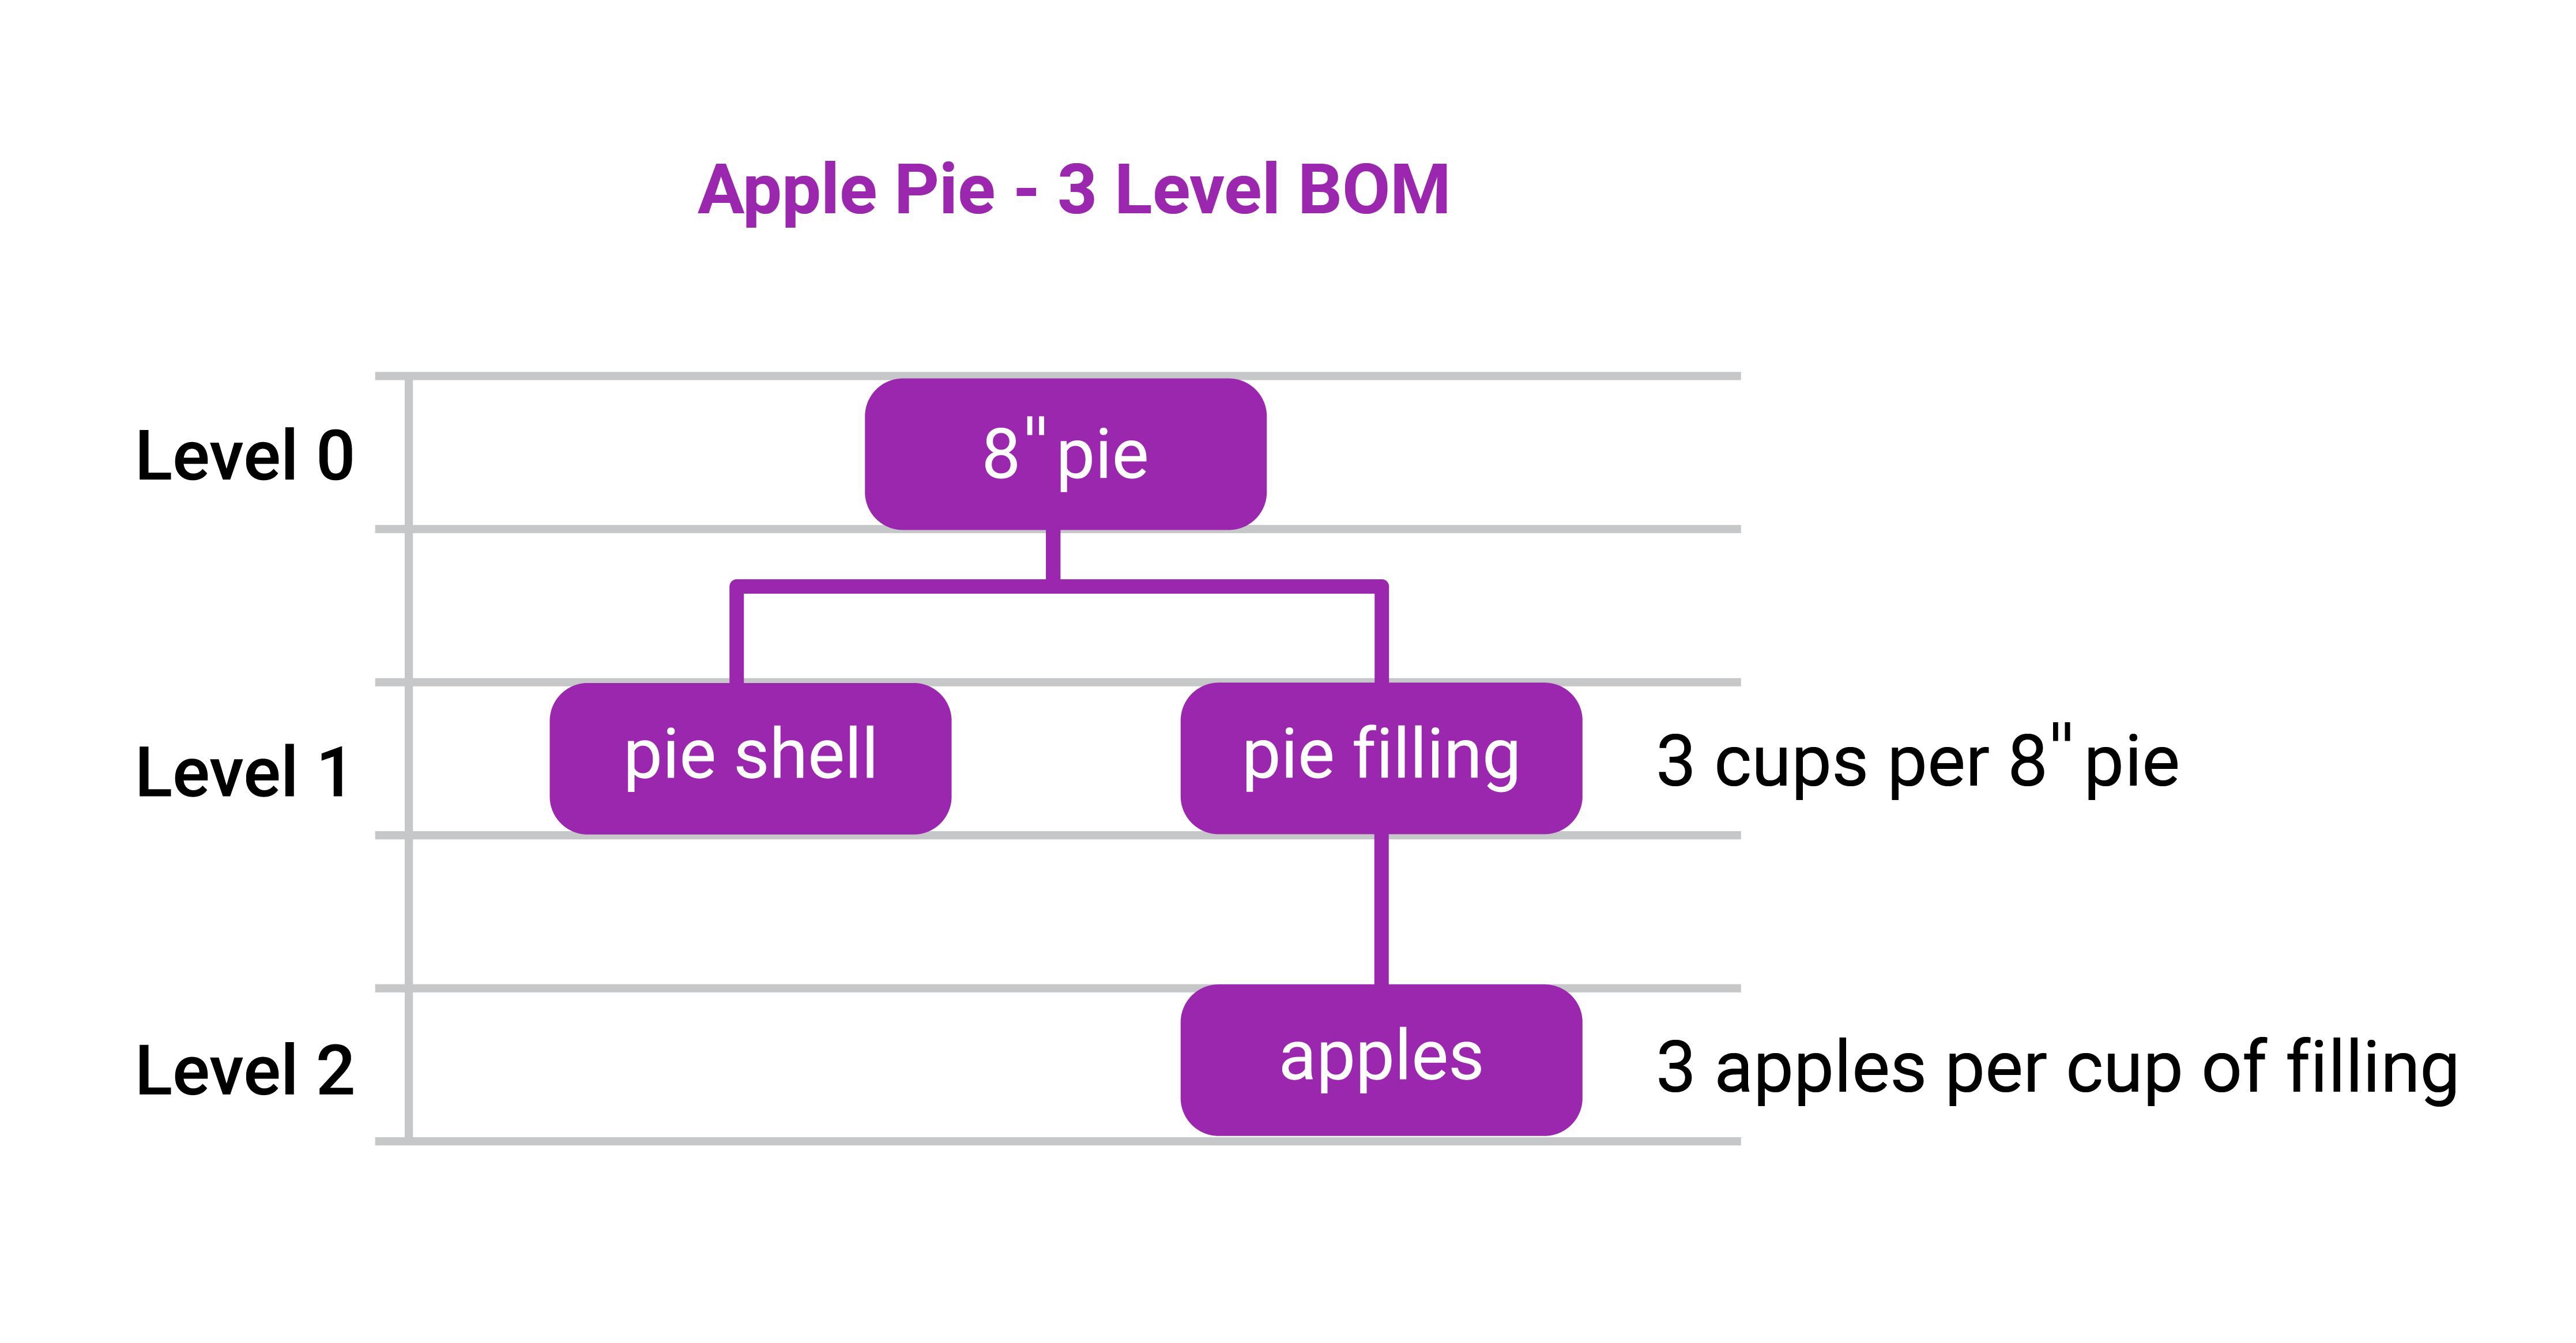 Apple Pie - 3 Level BOM
Level 0
8" pie
Level 1
pie shell
pie filling
3 cups per 8" pie
Level 2
apples
3 apples per cup of filling